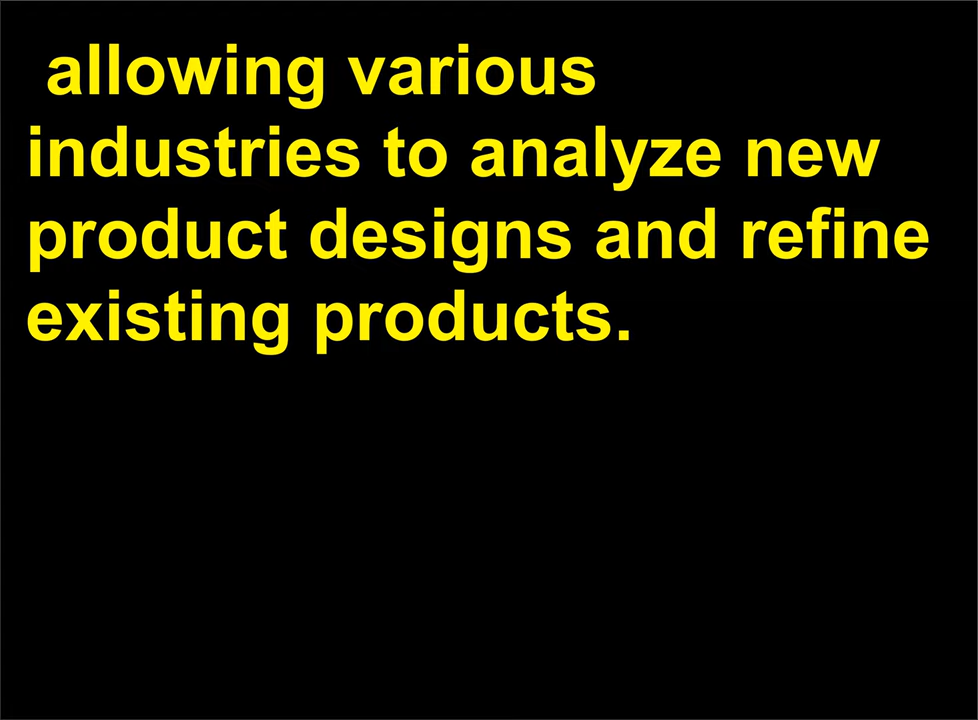 allowing various
industries to analyze new
product designs and refine
existing products.